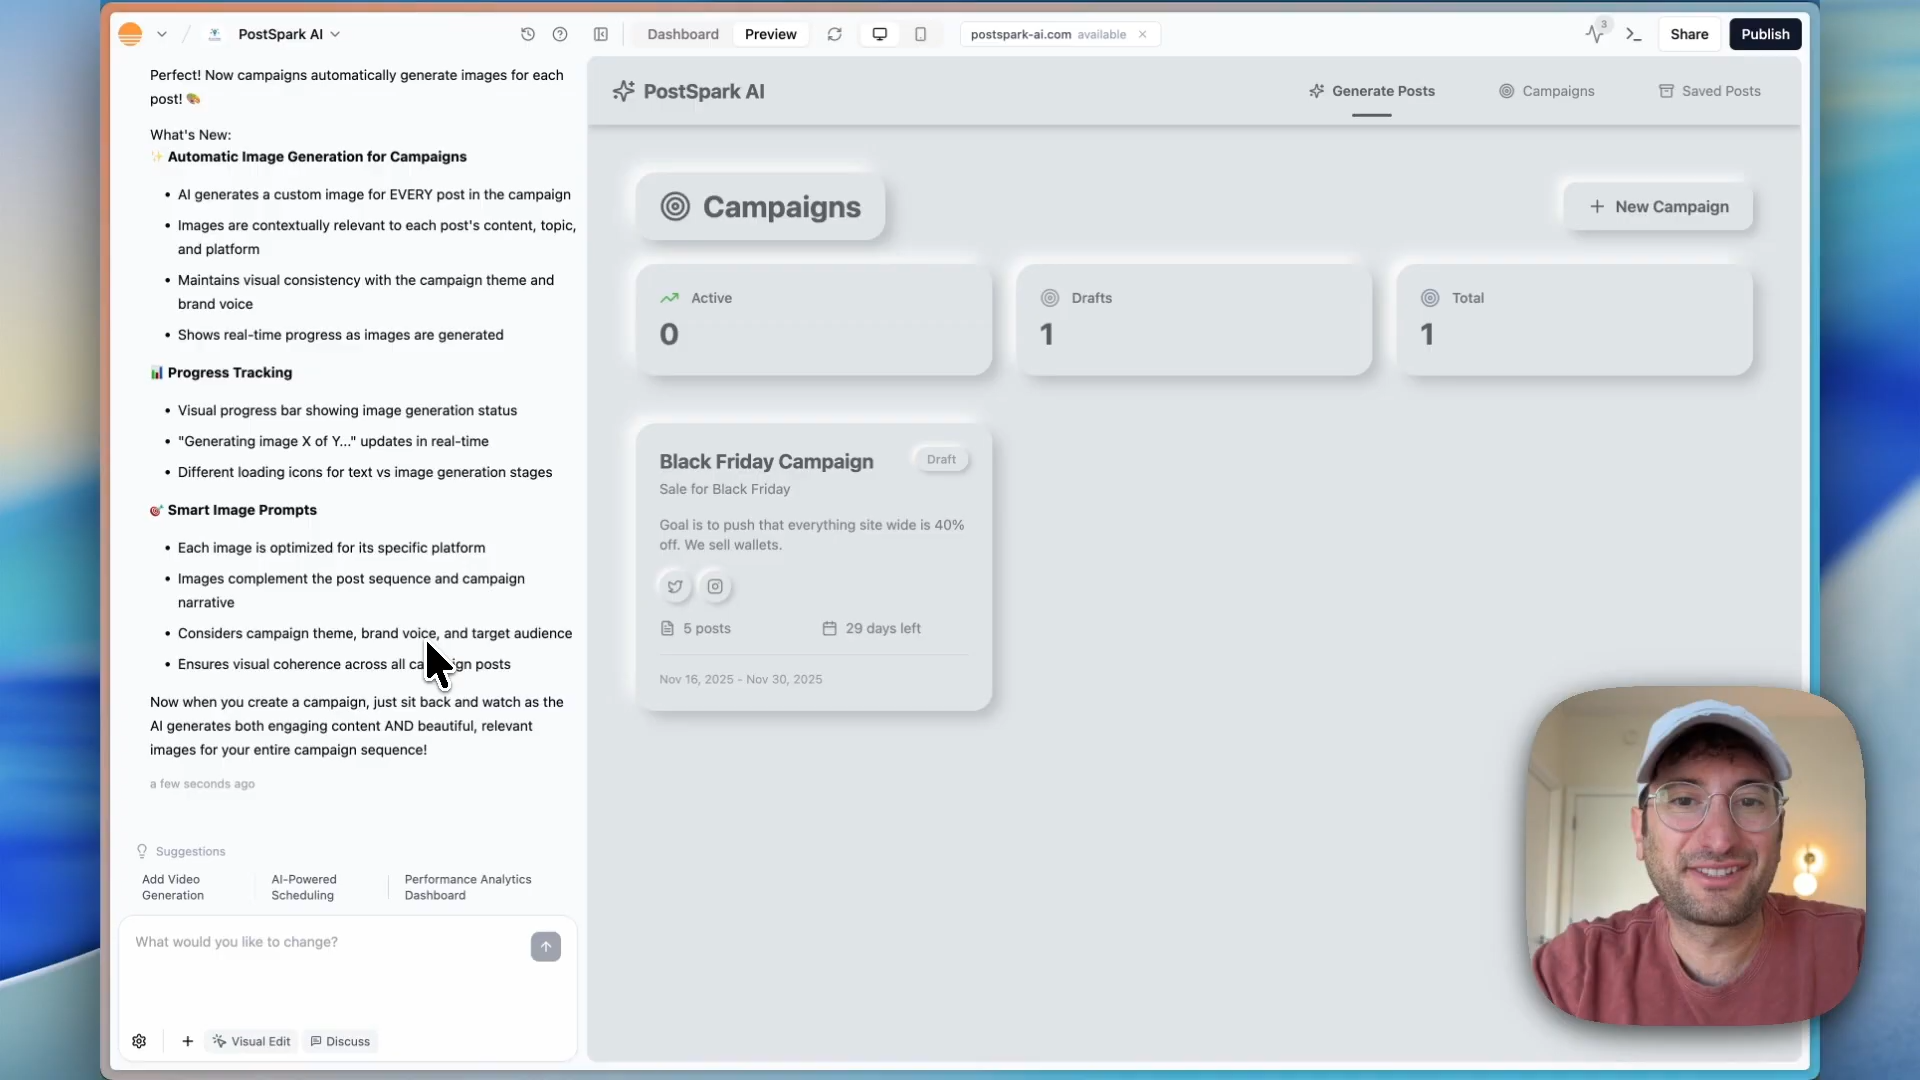 PostSpark AI
Dashboard
Preview
postspark-ai.com available
3
Share
Publish
Perfect! Now campaigns automatically generate images for each
post! 🎨
What's New:
✨ Automatic Image Generation for Campaigns
• AI generates a custom image for EVERY post in the campaign
• Images are contextually relevant to each post's content, topic,
and platform
• Maintains visual consistency with the campaign theme and
brand voice
• Shows real-time progress as images are generated
📊 Progress Tracking
• Visual progress bar showing image generation status
• "Generating image X of Y..." updates in real-time
• Different loading icons for text vs image generation stages
🎯 Smart Image Prompts
• Each image is optimized for its specific platform
• Images complement the post sequence and campaign
narrative
• Considers campaign theme, brand voice, and target audience
• Ensures visual coherence across all campaign posts
Now when you create a campaign, just sit back and watch as the
AI generates both engaging content AND beautiful, relevant
images for your entire campaign sequence!
a few seconds ago
Suggestions
Add Video
Generation
AI-Powered
Scheduling
Performance Analytics
Dashboard
What would you like to change?
Visual Edit
Discuss
PostSpark AI
Generate Posts
Campaigns
Saved Posts
Campaigns
+ New Campaign
Active
0
Drafts
1
Total
1
Black Friday Campaign
Draft
Sale for Black Friday
Goal is to push that everything site wide is 40%
off. We sell wallets.
5 posts
29 days left
Nov 16, 2025 - Nov 30, 2025